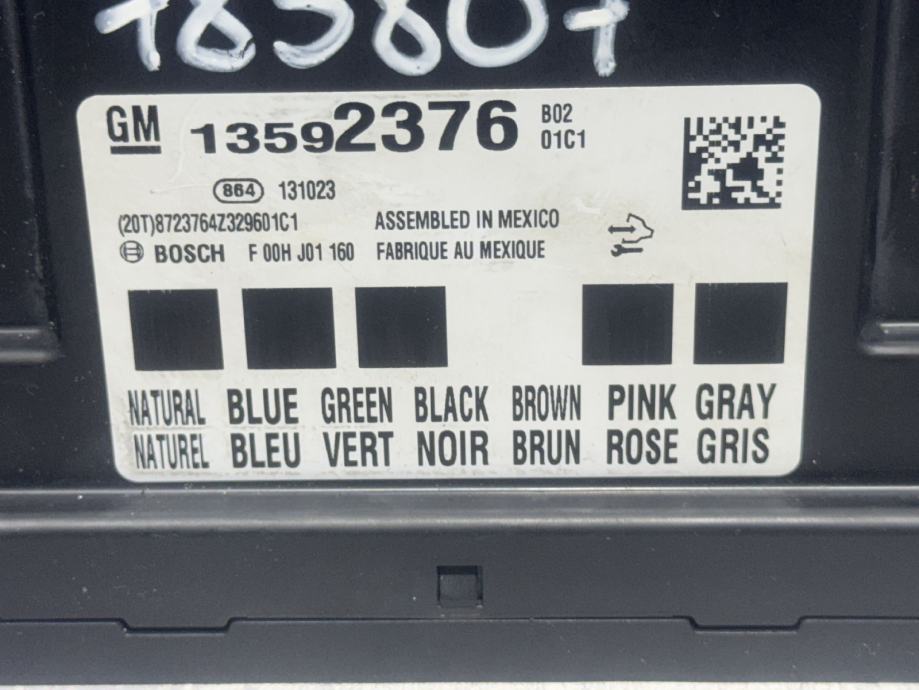 785807
GM 13592376 B02
01C1
864 131023
(20T)8723764Z329601C1 ASSEMBLED IN MEXICO
BOSCH F 00H J01 160 FABRIQUE AU MEXIQUE
NATURAL BLUE GREEN BLACK BROWN PINK GRAY
NATUREL BLEU VERT NOIR BRUN ROSE GRIS